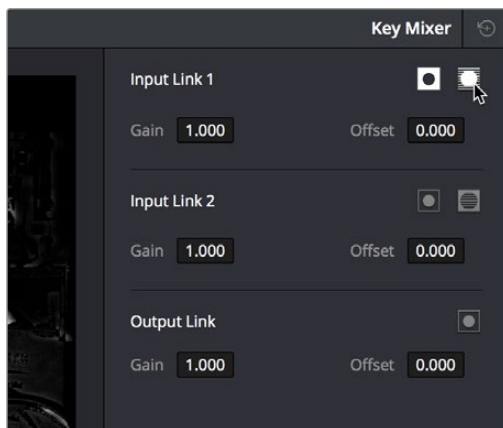 Key Mixer
Input Link 1
Gain 1.000 Offset 0.000
Input Link 2
Gain 1.000 Offset 0.000
Output Link
Gain 1.000 Offset 0.000